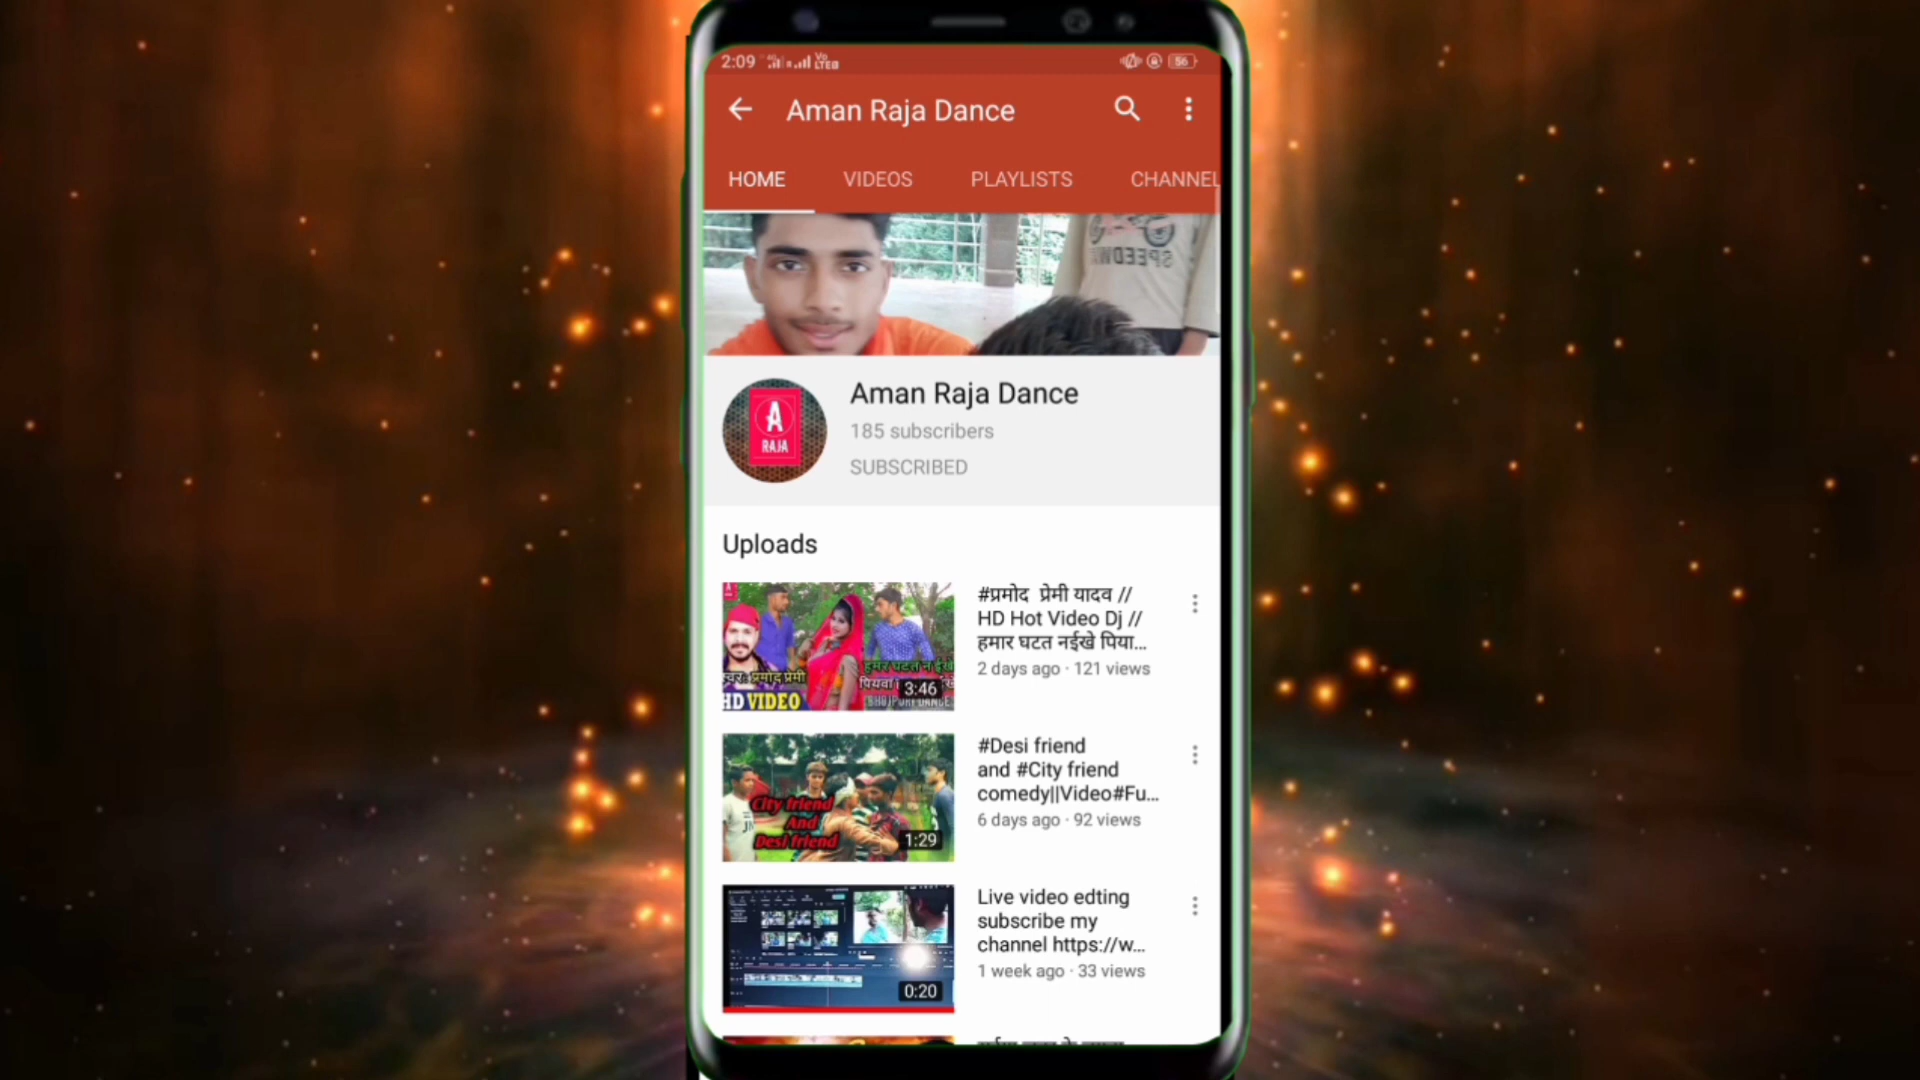 2:09
56
Aman Raja Dance
HOME VIDEOS PLAYLISTS CHANNEL
Aman Raja Dance
185 subscribers
SUBSCRIBED
A
RAJA
Uploads
#प्रमोद प्रेमी यादव //
HD Hot Video Dj //
हमार घटत नईखे पिया...
2 days ago · 121 views
प्रमोद प्रेमी
HD VIDEO
3:46
#Desi friend
and #City friend
comedy||Video#Fu...
6 days ago · 92 views
City friend
And
Desi friend
1:29
Live video edting
subscribe my
channel https://w...
1 week ago · 33 views
0:20